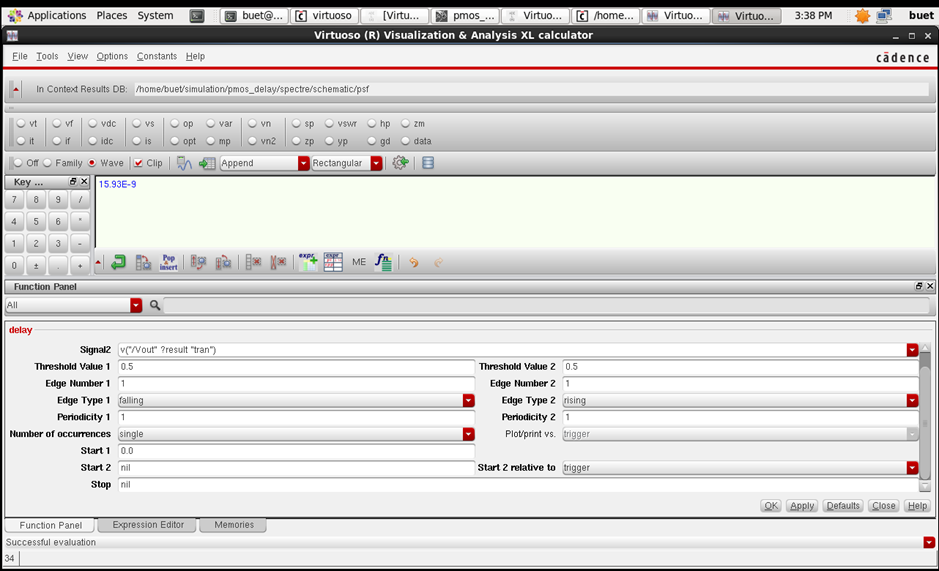 Applications Places System buet@... virtuoso [Virtu... pmos_... Virtuo... /home... Virtuo... Virtuo... 3:38 PM buet
Virtuoso (R) Visualization & Analysis XL calculator
File Tools View Options Constants Help cādence
In Context Results DB: /home/buet/simulation/pmos_delay/spectre/schematic/psf
vt vf vdc vs op var vn sp vswr hp zm
it if idc is opt mp vn2 zp yp gd data
Off Family Wave Clip Append Rectangular
Key ...
15.93E-9
7 8 9 /
4 5 6 *
1 2 3 -
0 ± . +
Pop insert expr expr ME fn
Function Panel
All
delay
Signal2 v("/Vout" ?result "tran")
Threshold Value 1 0.5 Threshold Value 2 0.5
Edge Number 1 1 Edge Number 2 1
Edge Type 1 falling Edge Type 2 rising
Periodicity 1 1 Periodicity 2 1
Number of occurrences single Plot/print vs. trigger
Start 1 0.0
Start 2 nil Start 2 relative to trigger
Stop nil
OK Apply Defaults Close Help
Function Panel Expression Editor Memories
Successful evaluation
34